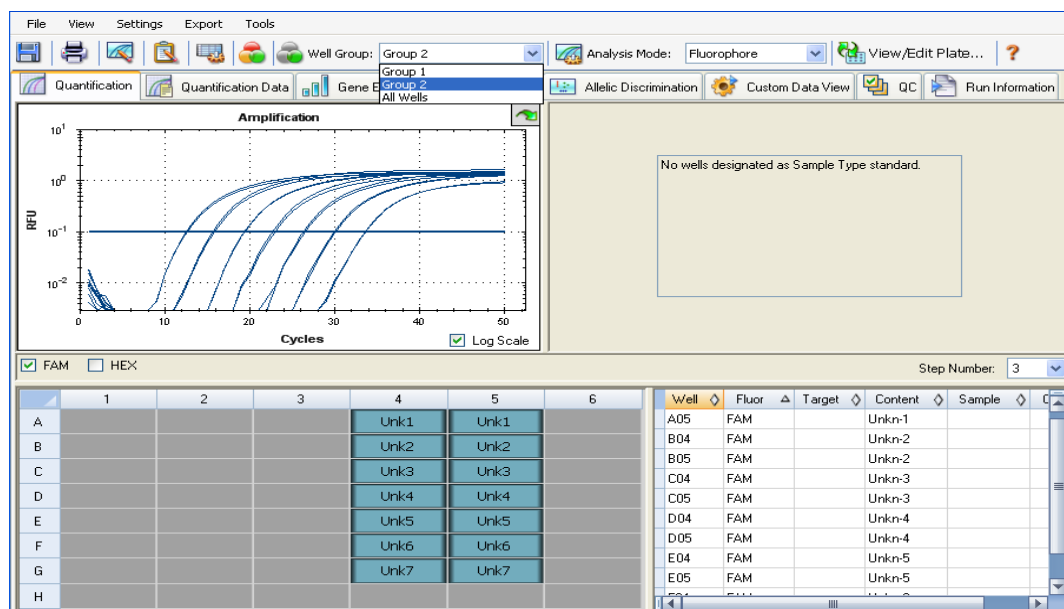 File View Settings Export Tools
Well Group: Group 2 Analysis Mode: Fluorophore View/Edit Plate... ?
Group 1
Group 2
All Wells
Quantification Quantification Data Gene E Allelic Discrimination Custom Data View QC Run Information
Amplification
RFU
10¹
10⁰
10⁻¹
10⁻²
0 10 20 30 40 50
Cycles Log Scale
No wells designated as Sample Type standard.
FAM HEX Step Number: 3
1 2 3 4 5 6
A Unk1 Unk1
B Unk2 Unk2
C Unk3 Unk3
D Unk4 Unk4
E Unk5 Unk5
F Unk6 Unk6
G Unk7 Unk7
H
Well Fluor Target Content Sample
A05 FAM Unkn-1
B04 FAM Unkn-2
B05 FAM Unkn-2
C04 FAM Unkn-3
C05 FAM Unkn-3
D04 FAM Unkn-4
D05 FAM Unkn-4
E04 FAM Unkn-5
E05 FAM Unkn-5